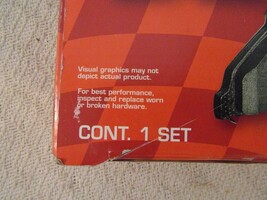 Visual graphics may not
depict actual product.
For best performance,
inspect and replace worn
or broken hardware.
CONT. 1 SET